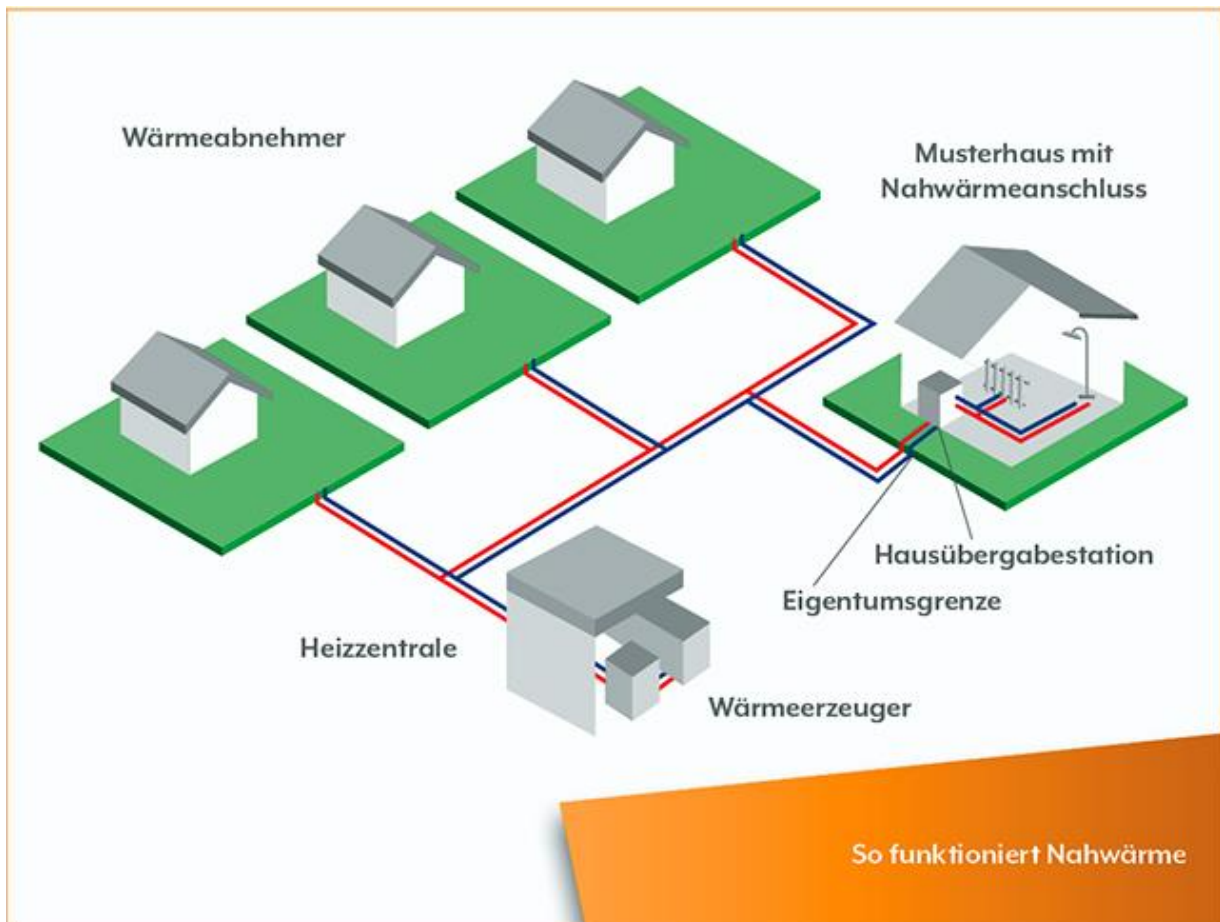 Wärmeabnehmer
Musterhaus mit
Nahwärmeanschluss
Hausübergabestation
Eigentumsgrenze
Heizzentrale
Wärmeerzeuger
So funktioniert Nahwärme